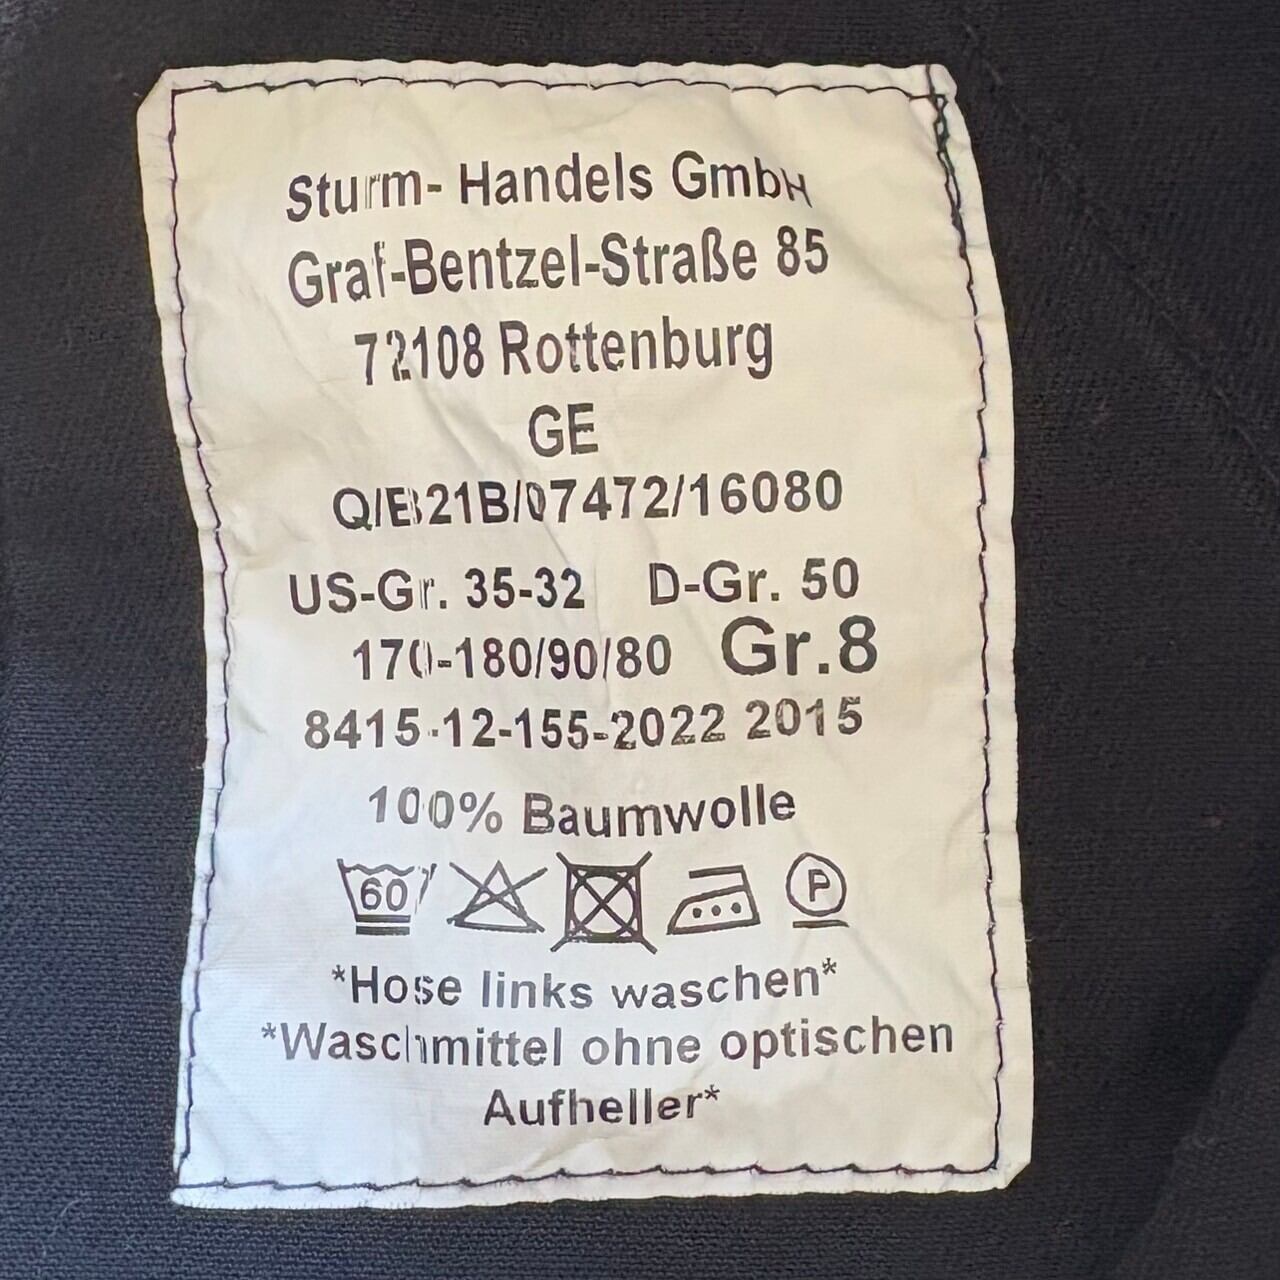 Sturm- Handels GmbH
Graf-Bentzel-Straße 85
72108 Rottenburg
GE
Q/EB21B/07472/16080
US-Gr. 35-32 D-Gr. 50
170-180/90/80 Gr.8
8415-12-155-2022 2015
100% Baumwolle
60 P
*Hose links waschen*
*Waschmittel ohne optischen
Aufheller*